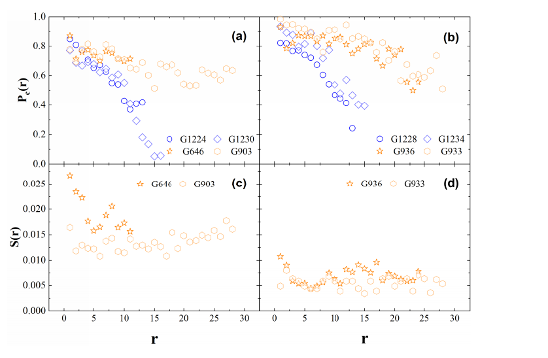 1.0
0.8
0.6
0.4
0.2
0.0
P_c(r)
(a)
G1224 G1230
G646 G903
(b)
G1228 G1234
G936 G933
0.025
0.020
0.015
0.010
0.005
0.000
S(r)
G646 G903
(c)
G936 G933
(d)
0 5 10 15 20 25 30
0 5 10 15 20 25 30
r r